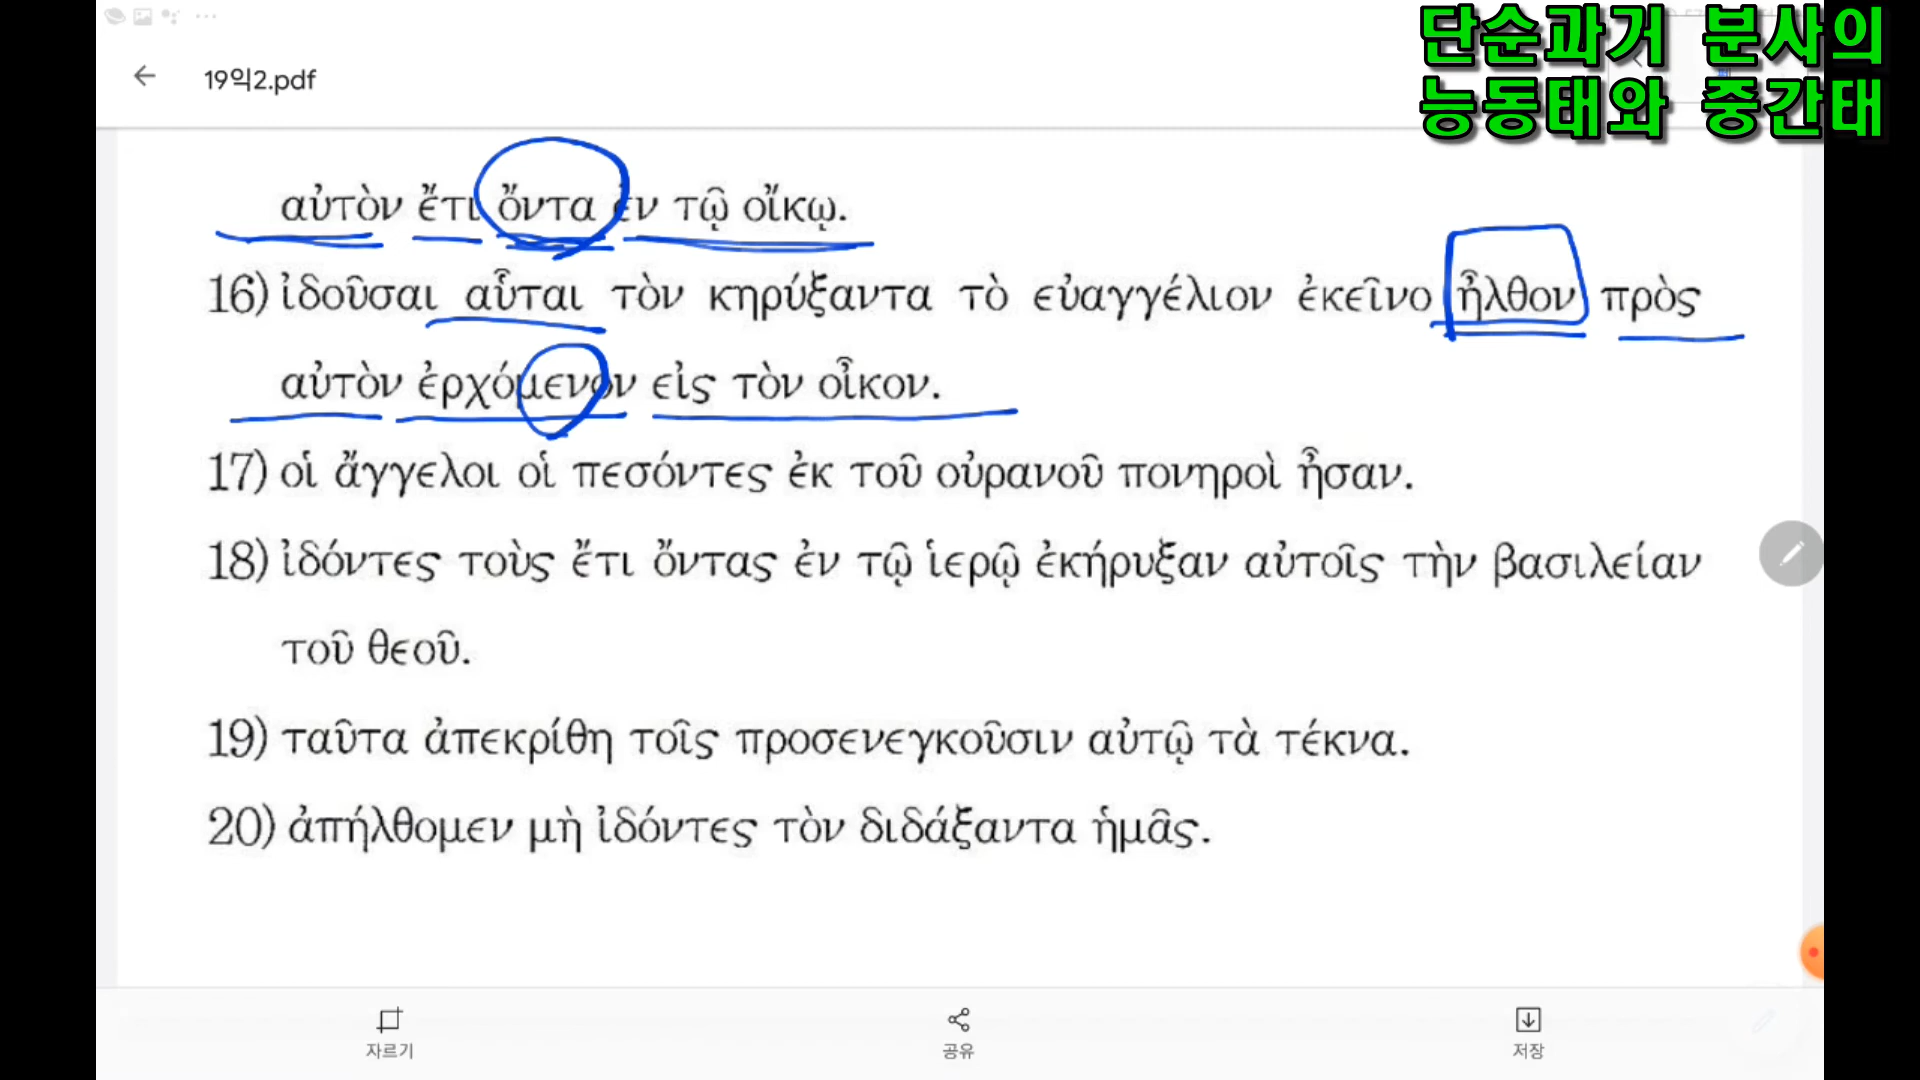 단순과거 분사의
능동태와 중간태
19익2.pdf
αὐτὸν ἔτι ὄντα ἐν τῷ οἴκῳ.
16) ἰδοῦσαι αὗται τὸν κηρύξαντα τὸ εὐαγγέλιον ἐκεῖνο ἦλθον πρὸς
αὐτὸν ἐρχόμενον εἰς τὸν οἶκον.
17) οἱ ἄγγελοι οἱ πεσόντες ἐκ τοῦ οὐρανοῦ πονηροὶ ἦσαν.
18) ἰδόντες τοὺς ἔτι ὄντας ἐν τῷ ἱερῷ ἐκήρυξαν αὐτοῖς τὴν βασιλείαν
τοῦ θεοῦ.
19) ταῦτα ἀπεκρίθη τοῖς προσενεγκοῦσιν αὐτῷ τὰ τέκνα.
20) ἀπήλθομεν μὴ ἰδόντες τὸν διδάξαντα ἡμᾶς.
자르기
공유
저장